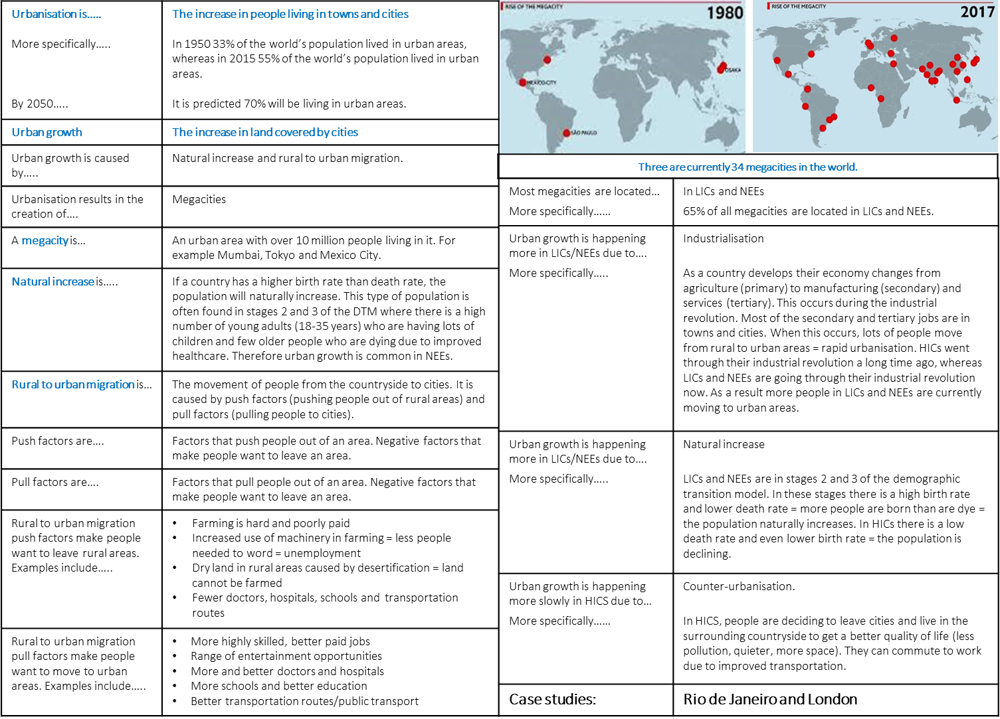 Urbanisation is.....
The increase in people living in towns and cities
More specifically.....
In 1950 33% of the world's population lived in urban areas,
whereas in 2015 55% of the world's population lived in urban
areas.
By 2050.....
It is predicted 70% will be living in urban areas.
Urban growth
The increase in land covered by cities
Urban growth is caused
by.....
Natural increase and rural to urban migration.
Urbanisation results in the
creation of....
Megacities
A megacity is...
An urban area with over 10 million people living in it. For
example Mumbai, Tokyo and Mexico City.
Natural increase is.....
If a country has a higher birth rate than death rate, the
population will naturally increase. This type of population is
often found in stages 2 and 3 of the DTM where there is a high
number of young adults (18-35 years) who are having lots of
children and few older people who are dying due to improved
healthcare. Therefore urban growth is common in NEEs.
Rural to urban migration is...
The movement of people from the countryside to cities. It is
caused by push factors (pushing people out of rural areas) and
pull factors (pulling people to cities).
Push factors are....
Factors that push people out of an area. Negative factors that
make people want to leave an area.
Pull factors are....
Factors that pull people out of an area. Negative factors that
make people want to leave an area.
Rural to urban migration
push factors make people
want to leave rural areas.
Examples include.....
• Farming is hard and poorly paid
• Increased use of machinery in farming = less people
needed to word = unemployment
• Dry land in rural areas caused by desertification = land
cannot be farmed
• Fewer doctors, hospitals, schools and transportation
routes
Rural to urban migration
pull factors make people
want to move to urban
areas. Examples include.....
• More highly skilled, better paid jobs
• Range of entertainment opportunities
• More and better doctors and hospitals
• More schools and better education
• Better transportation routes/public transport
RISE OF THE MEGACITY
1980
MEXICO CITY
OSAKA
SÃO PAULO
RISE OF THE MEGACITY
2017
Three are currently 34 megacities in the world.
Most megacities are located...
In LICs and NEEs
More specifically......
65% of all megacities are located in LICs and NEEs.
Urban growth is happening
more in LICs/NEEs due to....
Industrialisation
More specifically.....
As a country develops their economy changes from
agriculture (primary) to manufacturing (secondary) and
services (tertiary). This occurs during the industrial
revolution. Most of the secondary and tertiary jobs are in
towns and cities. When this occurs, lots of people move
from rural to urban areas = rapid urbanisation. HICs went
through their industrial revolution a long time ago, whereas
LICs and NEEs are going through their industrial revolution
now. As a result more people in LICs and NEEs are currently
moving to urban areas.
Urban growth is happening
more in LICs/NEEs due to....
Natural increase
More specifically.....
LICs and NEEs are in stages 2 and 3 of the demographic
transition model. In these stages there is a high birth rate
and lower death rate = more people are born than are dye =
the population naturally increases. In HICs there is a low
death rate and even lower birth rate = the population is
declining.
Urban growth is happening
more slowly in HICS due to...
Counter-urbanisation.
More specifically......
In HICS, people are deciding to leave cities and live in the
surrounding countryside to get a better quality of life (less
pollution, quieter, more space). They can commute to work
due to improved transportation.
Case studies:
Rio de Janeiro and London